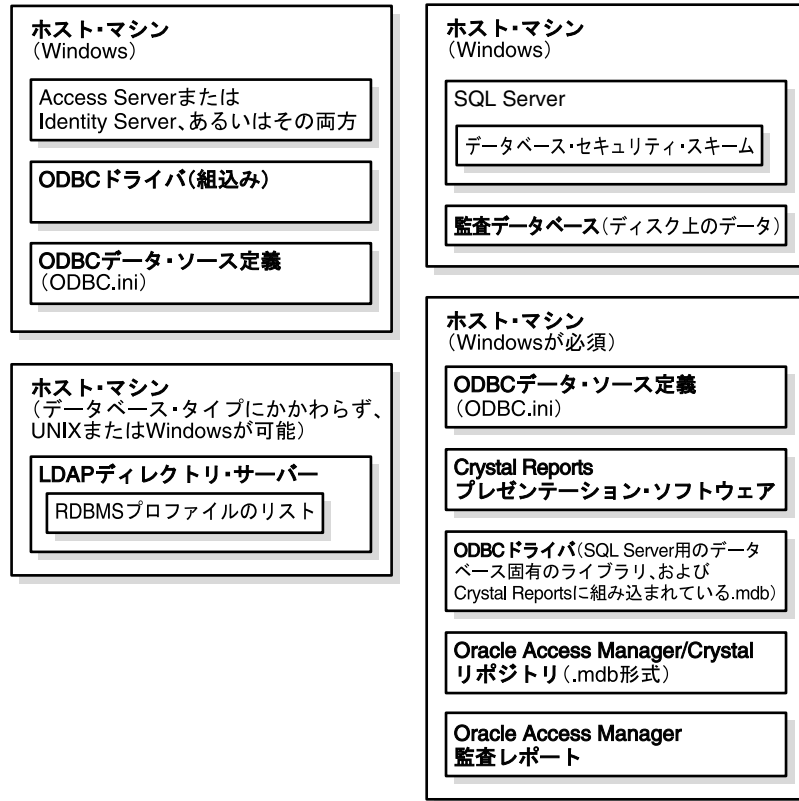 ホスト・マシン
（Windows）
Access Serverまたは
Identity Server、あるいはその両方
ODBCドライバ（組込み）
ODBCデータ・ソース定義
（ODBC.ini）
ホスト・マシン
（データベース・タイプにかかわらず、
UNIXまたはWindowsが可能）
LDAPディレクトリ・サーバー
RDBMSプロファイルのリスト
ホスト・マシン
（Windows）
SQL Server
データベース・セキュリティ・スキーム
監査データベース（ディスク上のデータ）
ホスト・マシン
（Windowsが必須）
ODBCデータ・ソース定義
（ODBC.ini）
Crystal Reports
プレゼンテーション・ソフトウェア
ODBCドライバ（SQL Server用のデータ
ベース固有のライブラリ、および
Crystal Reportsに組み込まれている.mdb）
Oracle Access Manager/Crystal
リポジトリ（.mdb形式）
Oracle Access Manager
監査レポート